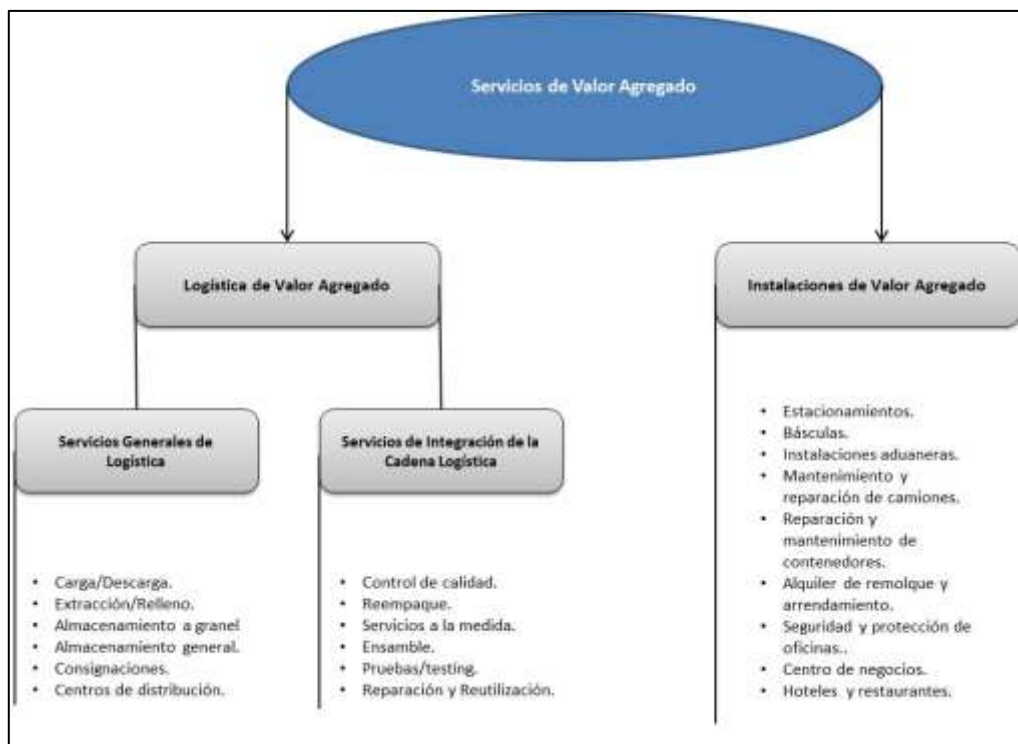 Servicios de Valor Agregado
Logística de Valor Agregado
Instalaciones de Valor Agregado
Servicios Generales de
Logística
Servicios de Integración de la
Cadena Logística
• Carga/Descarga.
• Extracción/Relleno.
• Almacenamiento a granel
• Almacenamiento general.
• Consignaciones.
• Centros de distribución.
• Control de calidad.
• Reempaque.
• Servicios a la medida.
• Ensamble.
• Pruebas/testing.
• Reparación y Reutilización.
• Estacionamientos.
• Básculas.
• Instalaciones aduaneras.
• Mantenimiento y
reparación de camiones.
• Reparación y
mantenimiento de
contenedores.
• Alquiler de remolque y
arrendamiento.
• Seguridad y protección de
oficinas..
• Centro de negocios.
• Hoteles y restaurantes.